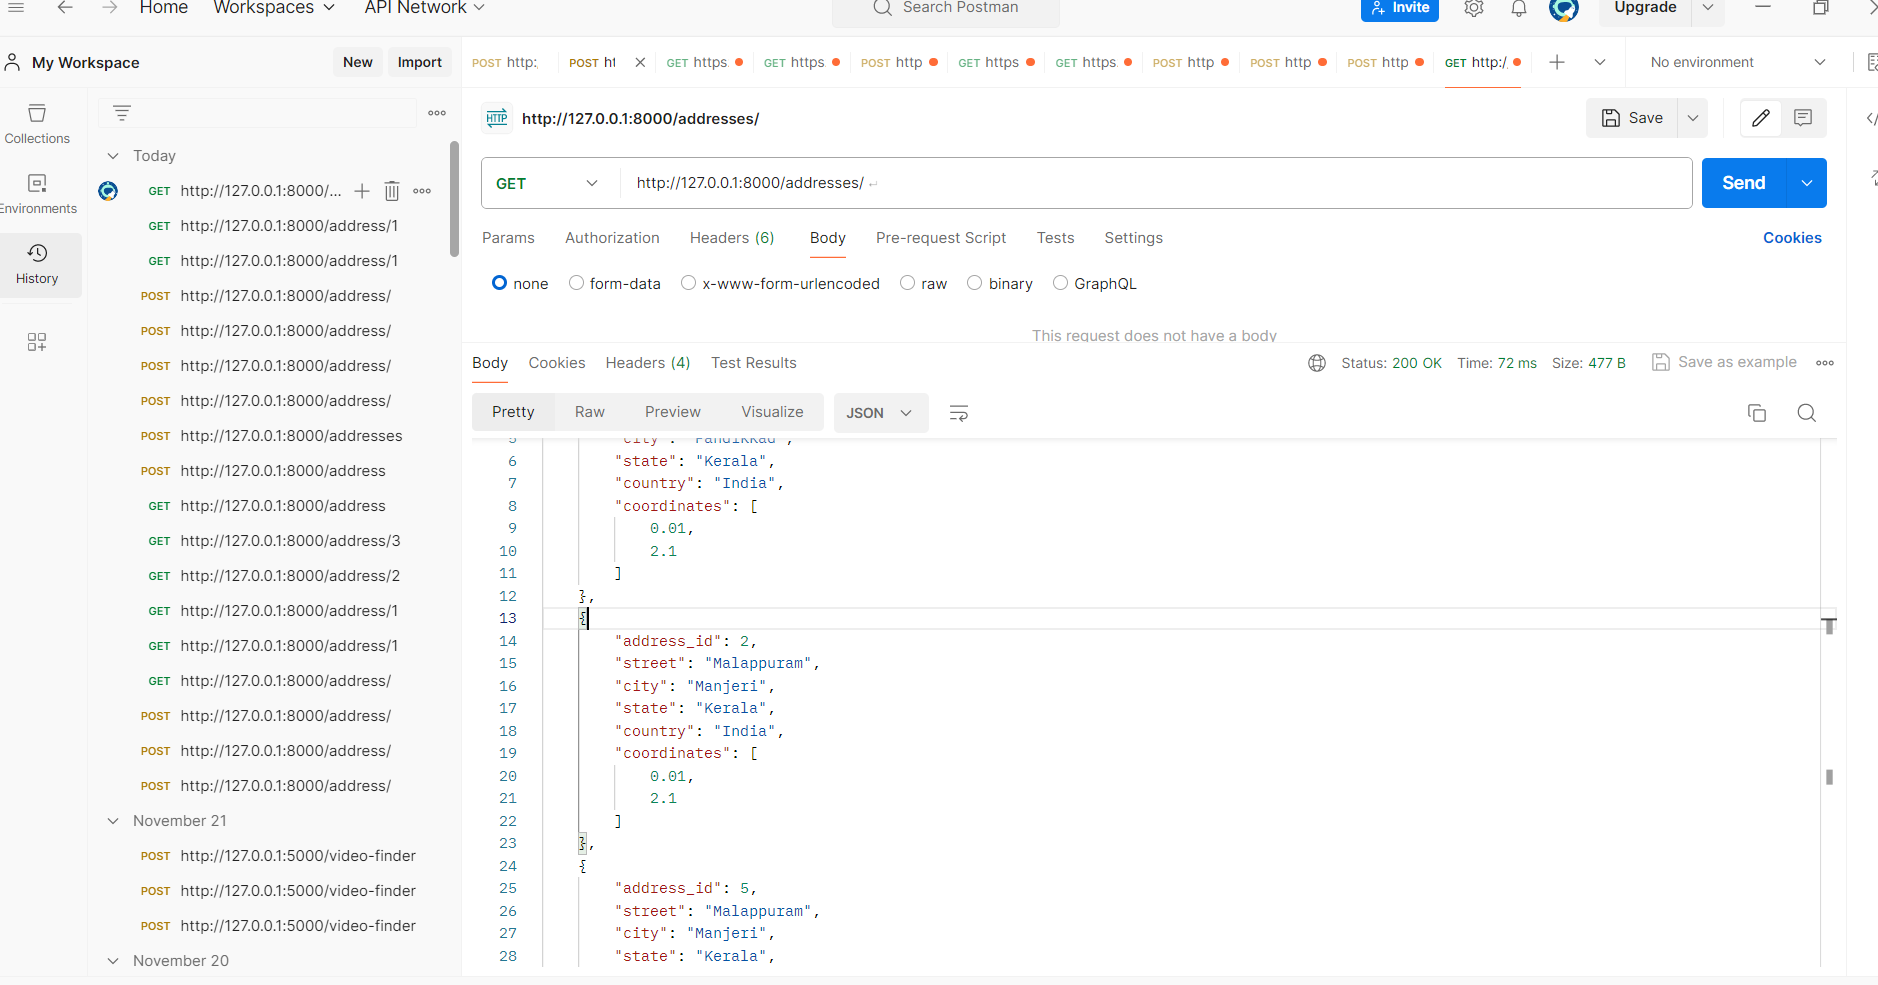 Home
Workspaces
API Network
Search Postman
Invite
Upgrade
My Workspace
New
Import
POST http:
POST ht
GET https
GET https
POST http
GET https
GET https
POST http
POST http
POST http
GET http:/
No environment
Collections
Environments
History
Today
GET http://127.0.0.1:8000/...
GET http://127.0.0.1:8000/address/1
GET http://127.0.0.1:8000/address/1
POST http://127.0.0.1:8000/address/
POST http://127.0.0.1:8000/address/
POST http://127.0.0.1:8000/address/
POST http://127.0.0.1:8000/address/
POST http://127.0.0.1:8000/addresses
POST http://127.0.0.1:8000/address
GET http://127.0.0.1:8000/address
GET http://127.0.0.1:8000/address/3
GET http://127.0.0.1:8000/address/2
GET http://127.0.0.1:8000/address/1
GET http://127.0.0.1:8000/address/1
GET http://127.0.0.1:8000/address/
POST http://127.0.0.1:8000/address/
POST http://127.0.0.1:8000/address/
POST http://127.0.0.1:8000/address/
November 21
POST http://127.0.0.1:5000/video-finder
POST http://127.0.0.1:5000/video-finder
POST http://127.0.0.1:5000/video-finder
November 20
HTTP http://127.0.0.1:8000/addresses/
Save
GET http://127.0.0.1:8000/addresses/
Send
Params Authorization Headers (6) Body Pre-request Script Tests Settings
Cookies
none form-data x-www-form-urlencoded raw binary GraphQL
This request does not have a body
Body Cookies Headers (4) Test Results
Status: 200 OK Time: 72 ms Size: 477 B
Save as example
Pretty Raw Preview Visualize
JSON
5 "city": "Pandikkad",
6 "state": "Kerala",
7 "country": "India",
8 "coordinates": [
9 0.01,
10 2.1
11 ]
12 },
13 {
14 "address_id": 2,
15 "street": "Malappuram",
16 "city": "Manjeri",
17 "state": "Kerala",
18 "country": "India",
19 "coordinates": [
20 0.01,
21 2.1
22 ]
23 },
24 {
25 "address_id": 5,
26 "street": "Malappuram",
27 "city": "Manjeri",
28 "state": "Kerala",